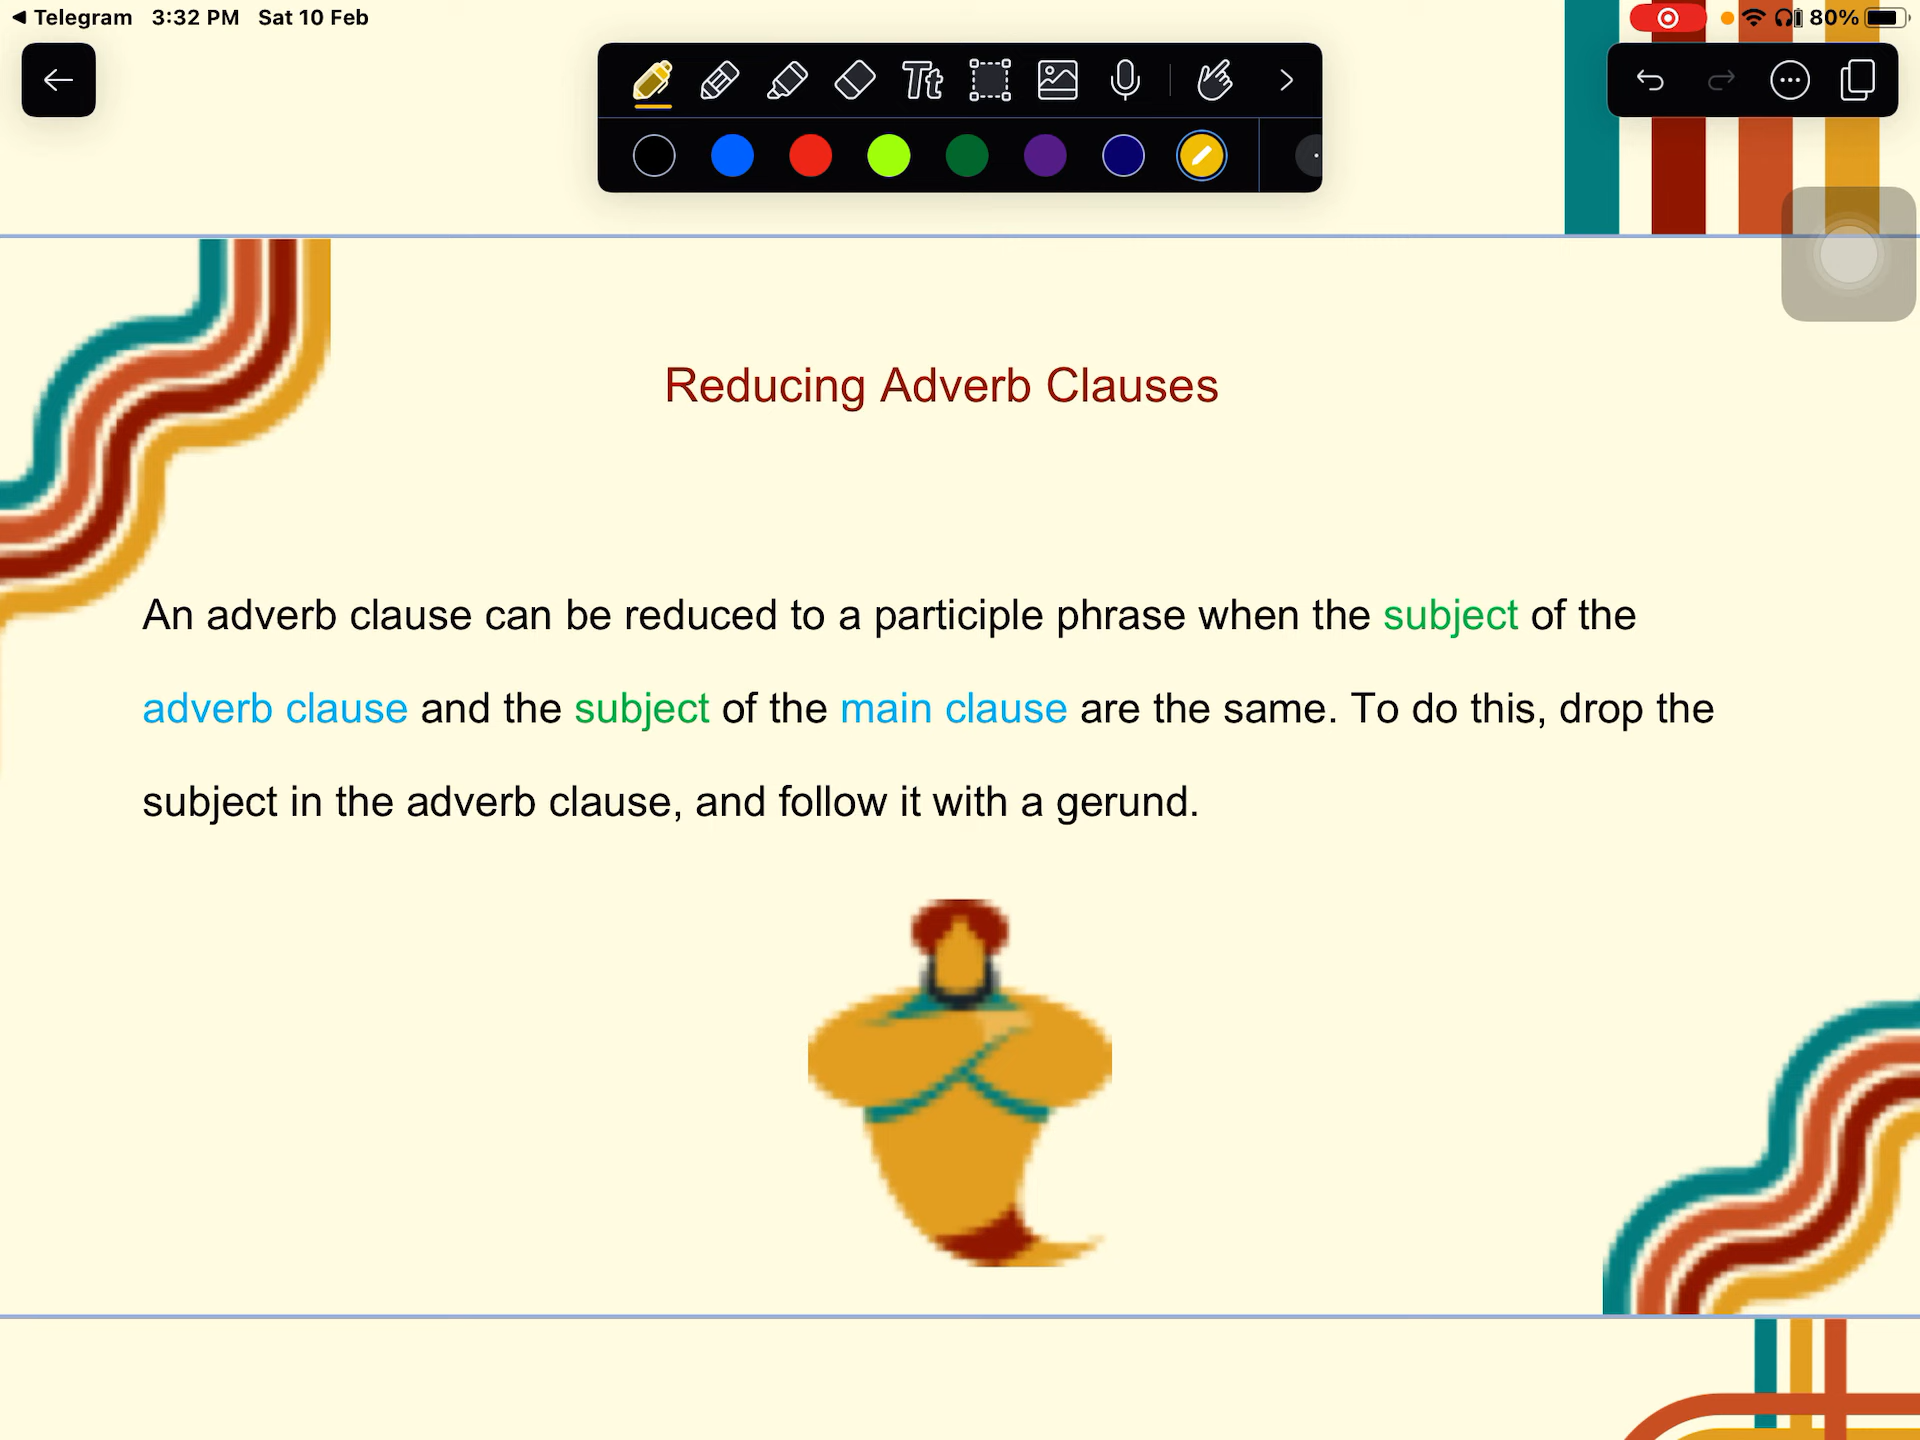 Telegram 3:32 PM Sat 10 Feb 80%
Tt
Reducing Adverb Clauses
An adverb clause can be reduced to a participle phrase when the subject of the
adverb clause and the subject of the main clause are the same. To do this, drop the
subject in the adverb clause, and follow it with a gerund.